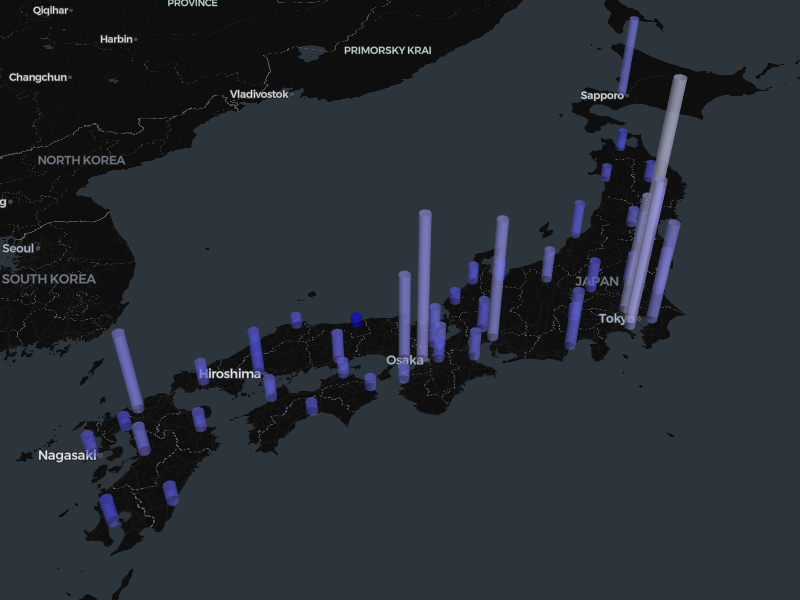 PROVINCE
Qiqihar
Harbin
PRIMORSKY KRAI
Changchun
Vladivostok
Sapporo
NORTH KOREA
Seoul
SOUTH KOREA
JAPAN
Tokyo
Osaka
Hiroshima
Nagasaki